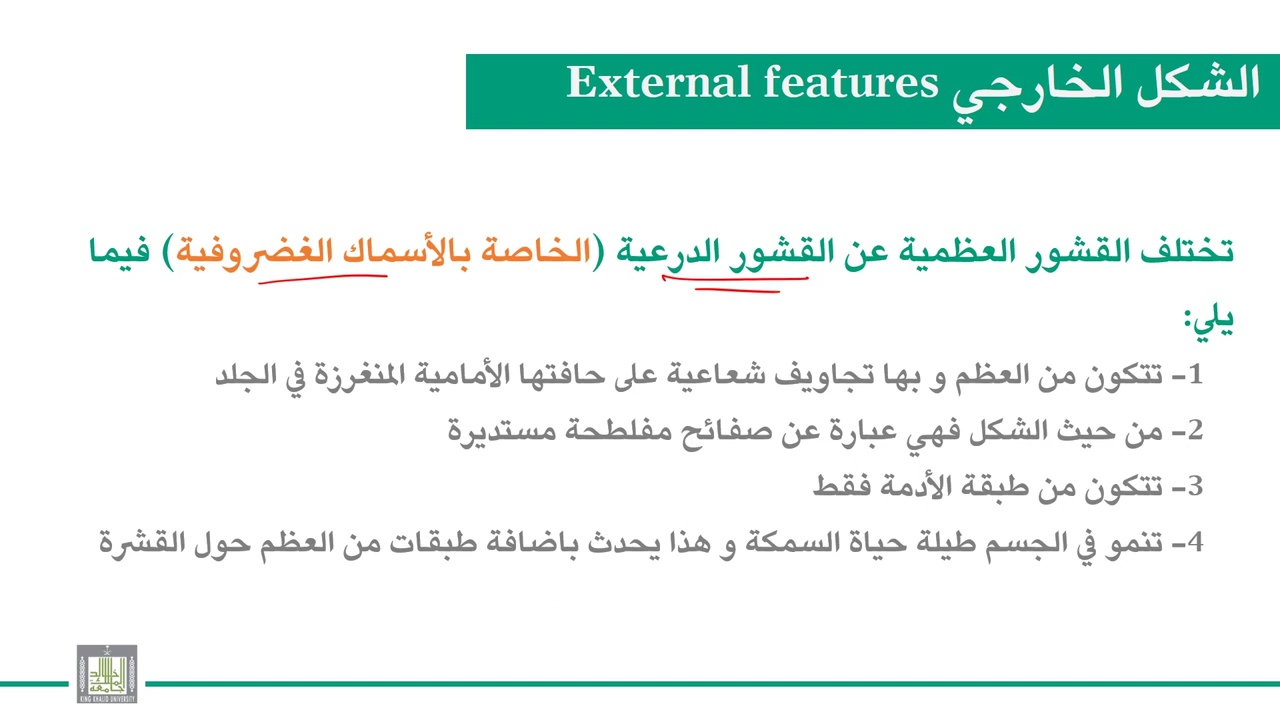 الشكل الخارجي External features
تختلف القشور العظمية عن القشور الدرعية (الخاصة بالأسماك الغضروفية) فيما
يلي:
1- تتكون من العظم و بها تجاويف شعاعية على حافتها الأمامية المنغرزة في الجلد
2- من حيث الشكل فهي عبارة عن صفائح مفلطحة مستديرة
3- تتكون من طبقة الأدمة فقط
4- تنمو في الجسم طيلة حياة السمكة و هذا يحدث باضافة طبقات من العظم حول القشرة
KING KHALID UNIVERSITY